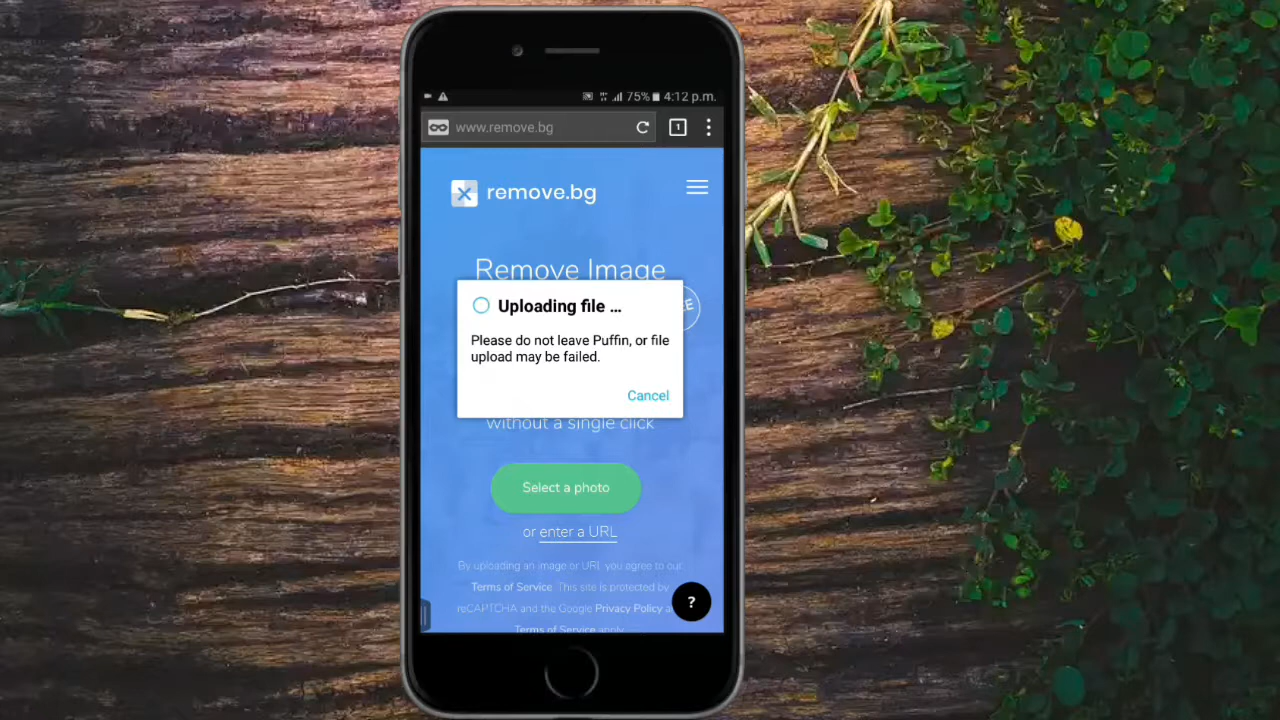 75% 4:12 p.m.
www.remove.bg 1
remove.bg
Remove Image
Uploading file ...
Please do not leave Puffin, or file
upload may be failed.
Cancel
without a single click
Select a photo
or enter a URL
By uploading an image or URL you agree to our
Terms of Service. This site is protected by
reCAPTCHA and the Google Privacy Policy
Terms of Service apply
?